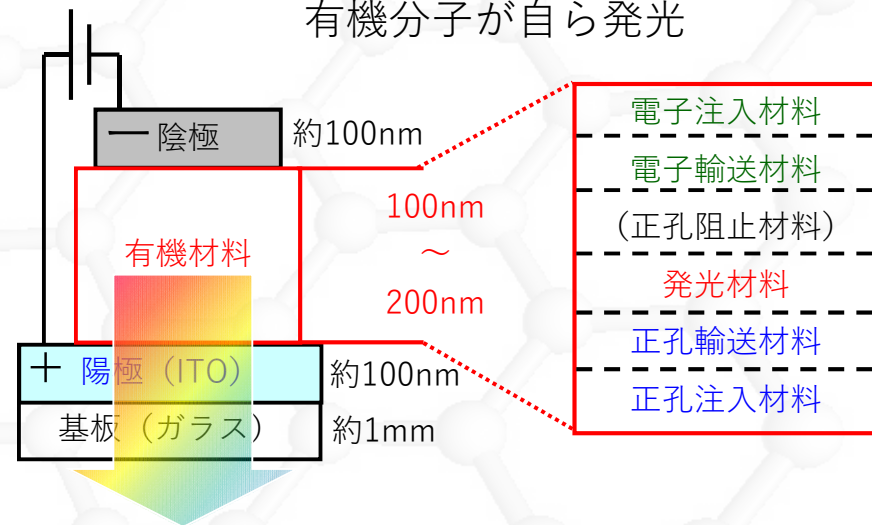 有機分子が自ら発光
一 陰極
約100nm
100nm
~
200nm
有機材料
+ 陽極（ITO）
約100nm
基板（ガラス）
約1mm
電子注入材料
電子輸送材料
（正孔阻止材料）
発光材料
正孔輸送材料
正孔注入材料